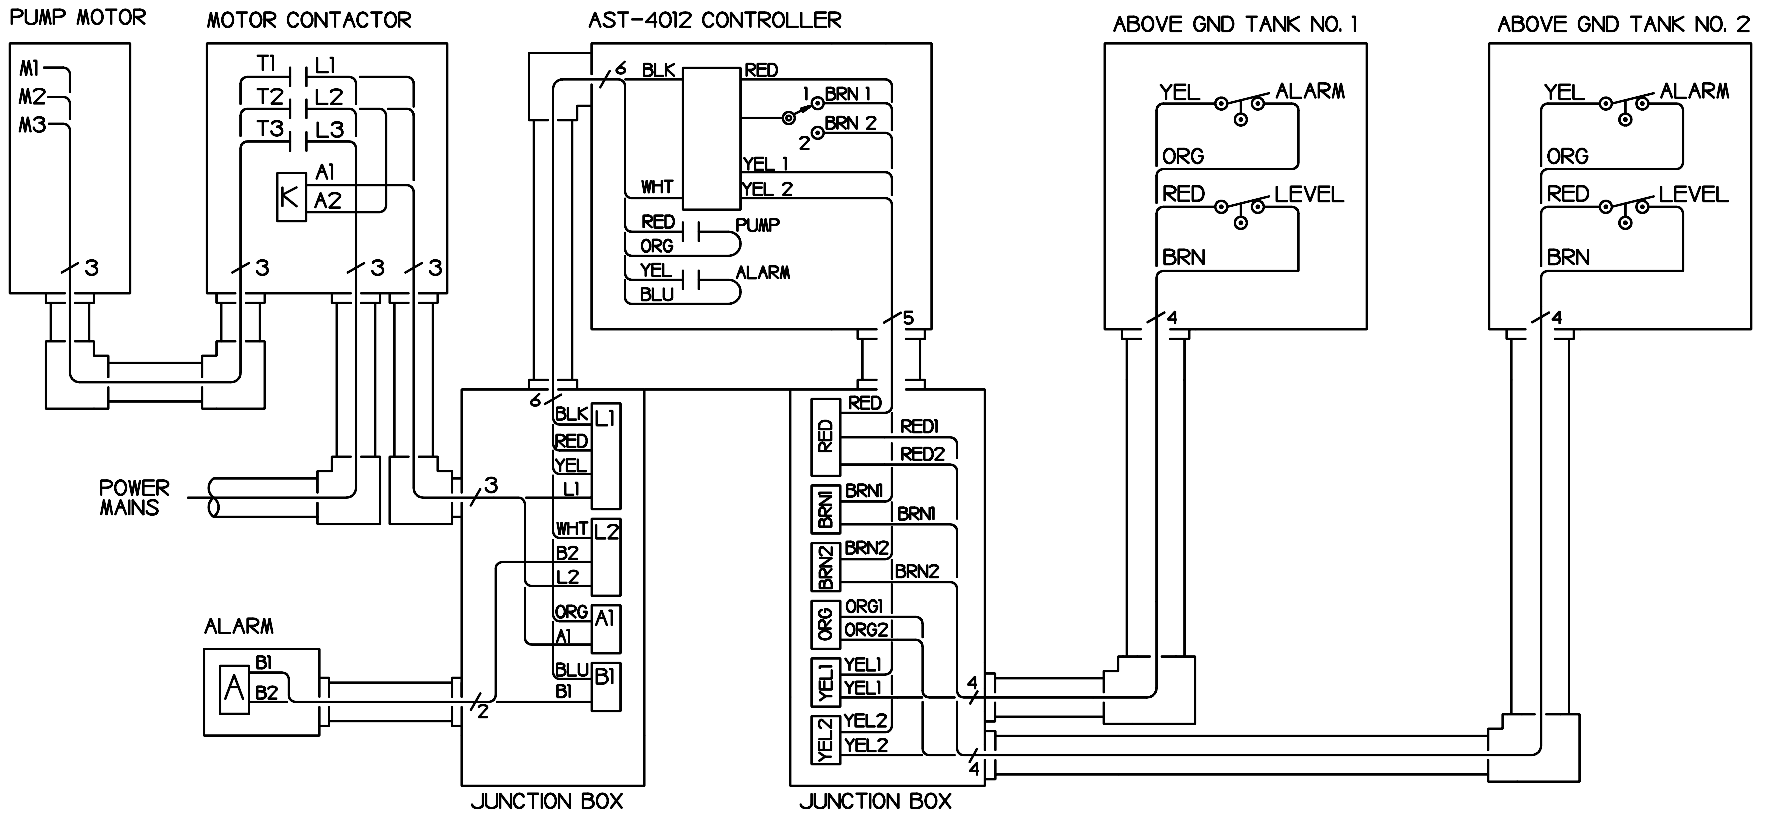 PUMP MOTOR
M1
M2
M3
3
MOTOR CONTACTOR
T1 L1
T2 L2
T3 L3
K A1
A2
3 3 3
POWER
MAINS
ALARM
A B1
B2
AST-4012 CONTROLLER
6 BLK RED
1 BRN 1
BRN 2
2
YEL 1
WHT YEL 2
RED PUMP
ORG
YEL ALARM
BLU
5
ABOVE GND TANK NO. 1
YEL ALARM
ORG
RED LEVEL
BRN
4
ABOVE GND TANK NO. 2
YEL ALARM
ORG
RED LEVEL
BRN
4
6
BLK L1
RED
YEL
3 L1
WHT L2
B2
L2
ORG A1
A1
BLU B1
B1
2
JUNCTION BOX
RED RED
RED1
RED2
BRN1 BRN1
BRN1
BRN2 BRN2
BRN2
ORG ORG1
ORG2
YEL1 YEL1
YEL1
4
YEL2 YEL2
YEL2
4
JUNCTION BOX